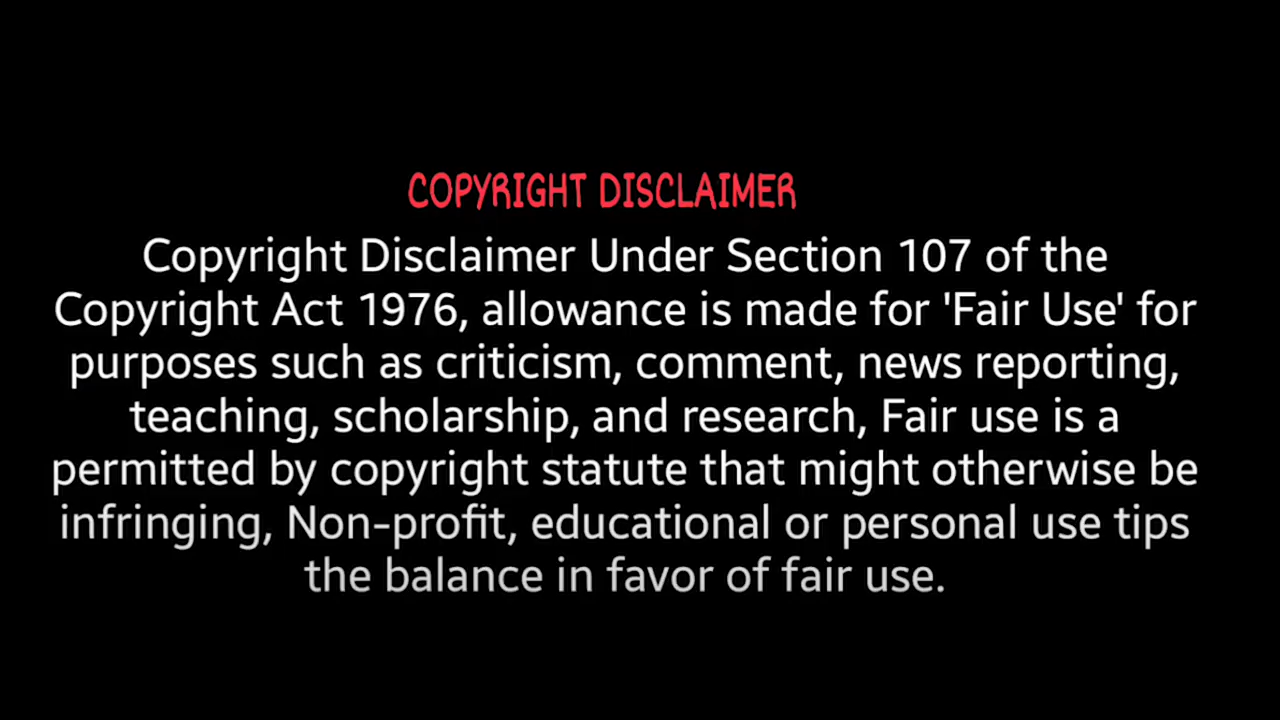 COPYRIGHT DISCLAIMER
Copyright Disclaimer Under Section 107 of the
Copyright Act 1976, allowance is made for 'Fair Use' for
purposes such as criticism, comment, news reporting,
teaching, scholarship, and research, Fair use is a
permitted by copyright statute that might otherwise be
infringing, Non-profit, educational or personal use tips
the balance in favor of fair use.